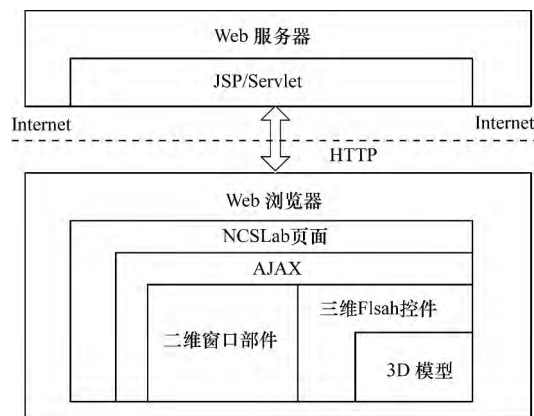 Web 服务器
JSP/Servlet
Internet
Internet
HTTP
Web 浏览器
NCSLab页面
AJAX
二维窗口部件
三维Flsah控件
3D 模型